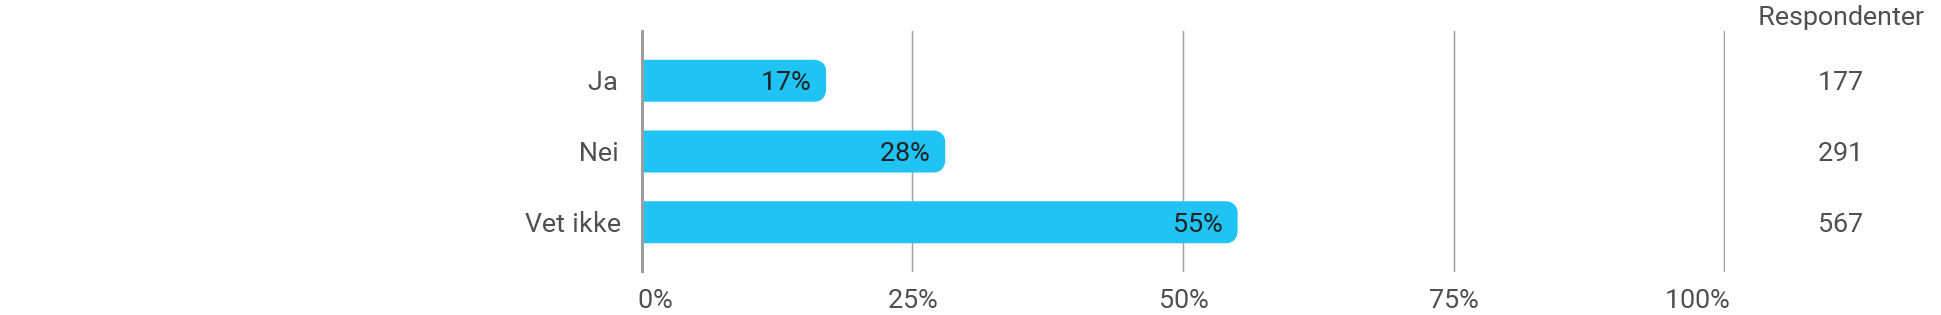 Respondenter
Ja 17% 177
Nei 28% 291
Vet ikke 55% 567
0% 25% 50% 75% 100%